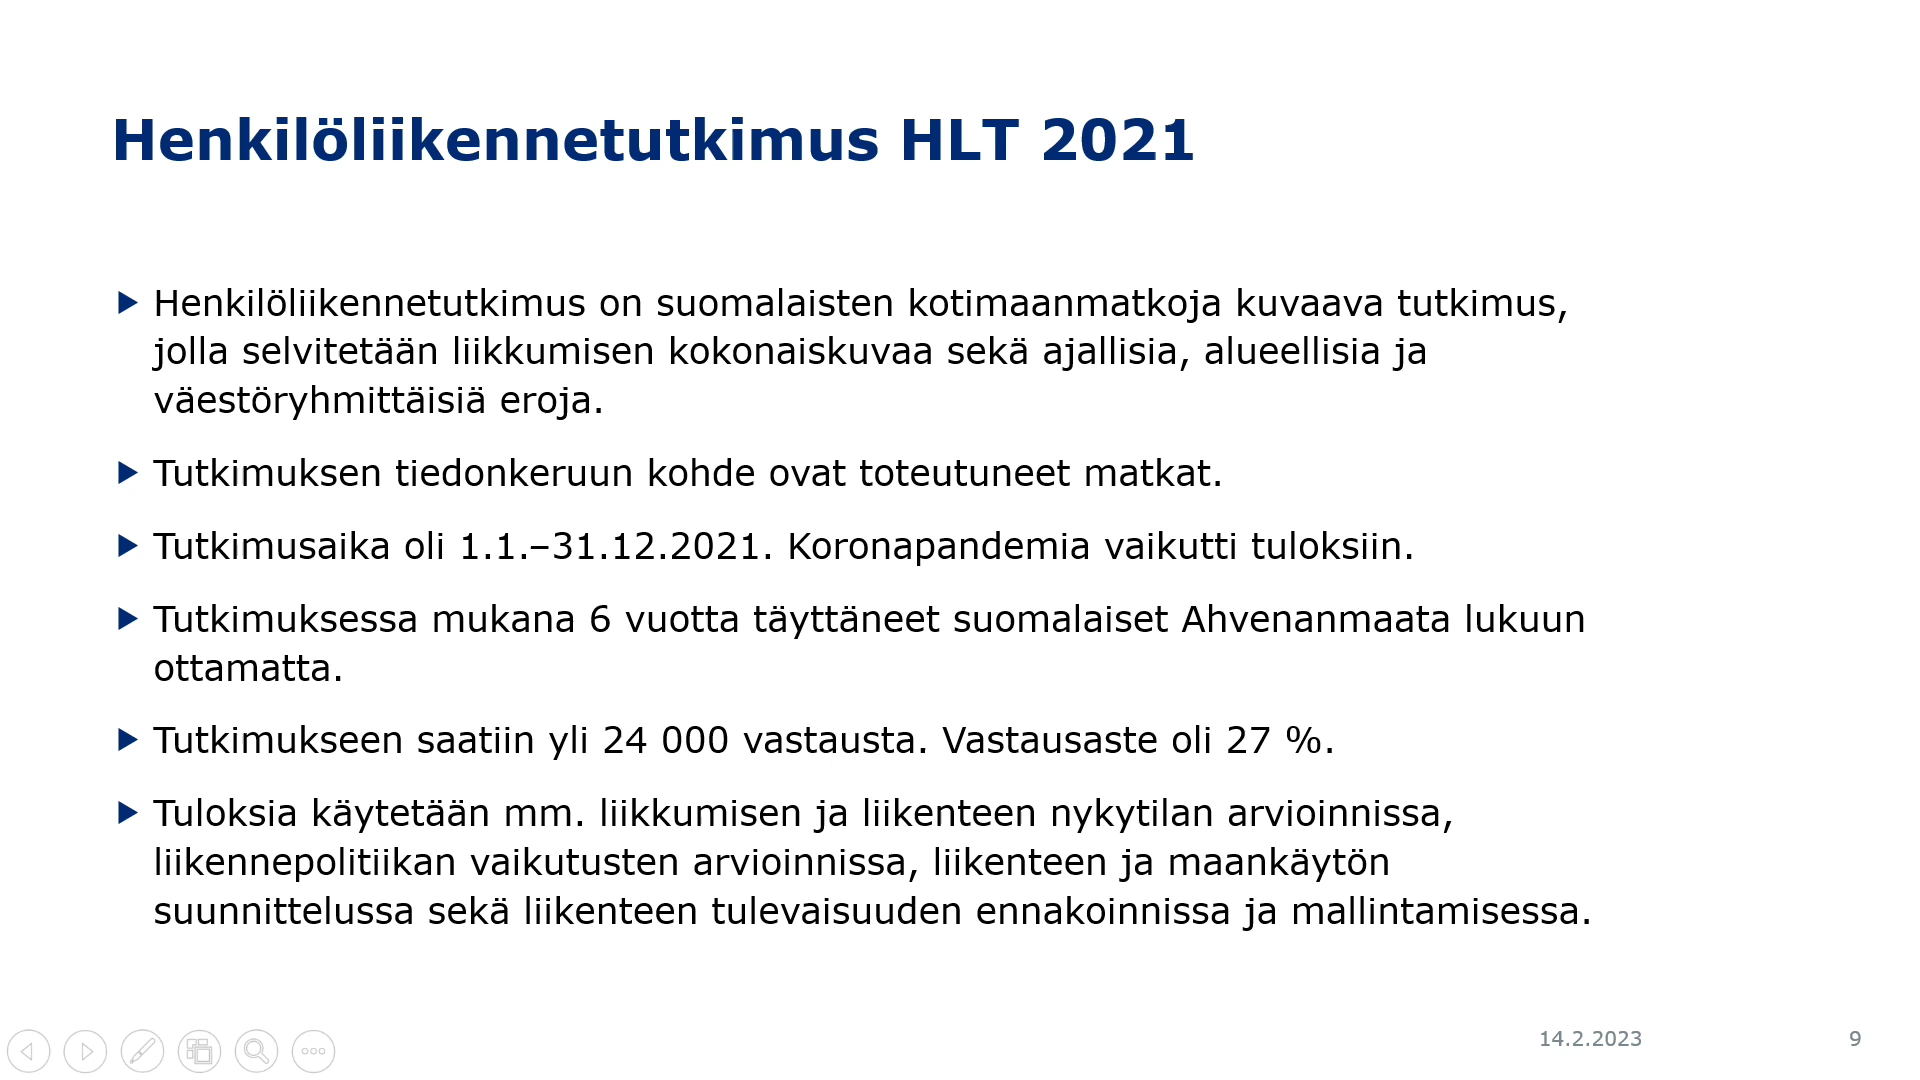 Henkilöliikennetutkimus HLT 2021
Henkilöliikennetutkimus on suomalaisten kotimaanmatkoja kuvaava tutkimus,
jolla selvitetään liikkumisen kokonaiskuvaa sekä ajallisia, alueellisia ja
väestöryhmittäisiä eroja.
Tutkimuksen tiedonkeruun kohde ovat toteutuneet matkat.
Tutkimusaika oli 1.1.–31.12.2021. Koronapandemia vaikutti tuloksiin.
Tutkimuksessa mukana 6 vuotta täyttäneet suomalaiset Ahvenanmaata lukuun
ottamatta.
Tutkimukseen saatiin yli 24 000 vastausta. Vastausaste oli 27 %.
Tuloksia käytetään mm. liikkumisen ja liikenteen nykytilan arvioinnissa,
liikennepolitiikan vaikutusten arvioinnissa, liikenteen ja maankäytön
suunnittelussa sekä liikenteen tulevaisuuden ennakoinnissa ja mallintamisessa.
14.2.2023 9